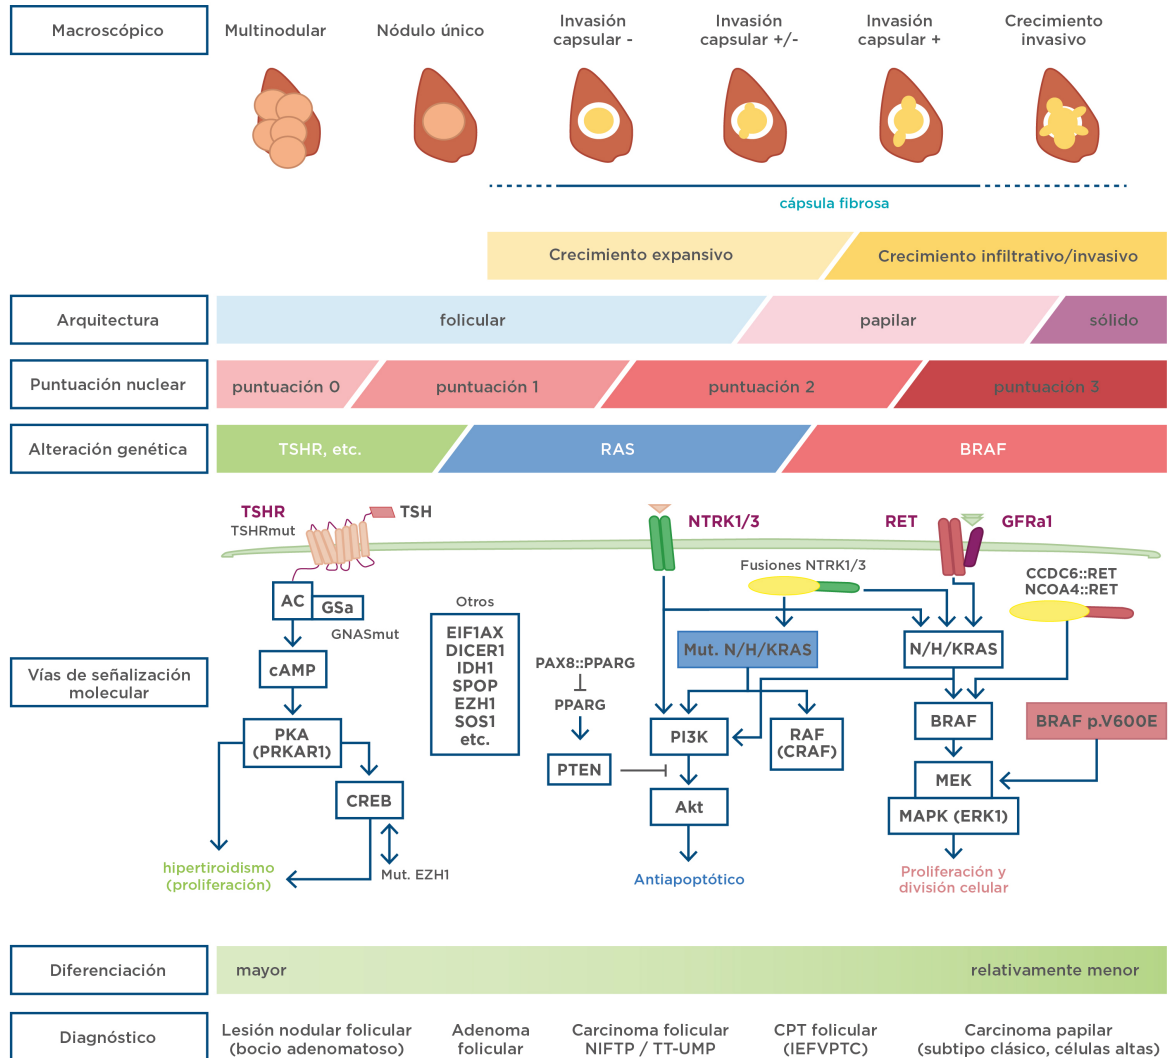 Macroscópico
Multinodular
Nódulo único
Invasión
capsular -
Invasión
capsular +/-
Invasión
capsular +
Crecimiento
invasivo
cápsula fibrosa
Crecimiento expansivo
Crecimiento infiltrativo/invasivo
Arquitectura
folicular
papilar
sólido
Puntuación nuclear
puntuación 0
puntuación 1
puntuación 2
puntuación 3
Alteración genética
TSHR, etc.
RAS
BRAF
TSHR
TSHRmut
TSH
NTRK1/3
RET
GFRa1
Fusiones NTRK1/3
CCDC6::RET
NCOA4::RET
AC
GSa
GNASmut
Otros
EIF1AX
DICER1
IDH1
SPOP
EZH1
SOS1
etc.
Mut. N/H/KRAS
N/H/KRAS
Vías de señalización
molecular
cAMP
PAX8::PPARG
PPARG
PKA
(PRKAR1)
PI3K
RAF
(CRAF)
BRAF
BRAF p.V600E
PTEN
MEK
CREB
Akt
MAPK (ERK1)
hipertiroidismo
(proliferación)
Mut. EZH1
Antiapoptótico
Proliferación y
división celular
Diferenciación
mayor
relativamente menor
Diagnóstico
Lesión nodular folicular
(bocio adenomatoso)
Adenoma
folicular
Carcinoma folicular
NIFTP / TT-UMP
CPT folicular
(IEFVPTC)
Carcinoma papilar
(subtipo clásico, células altas)